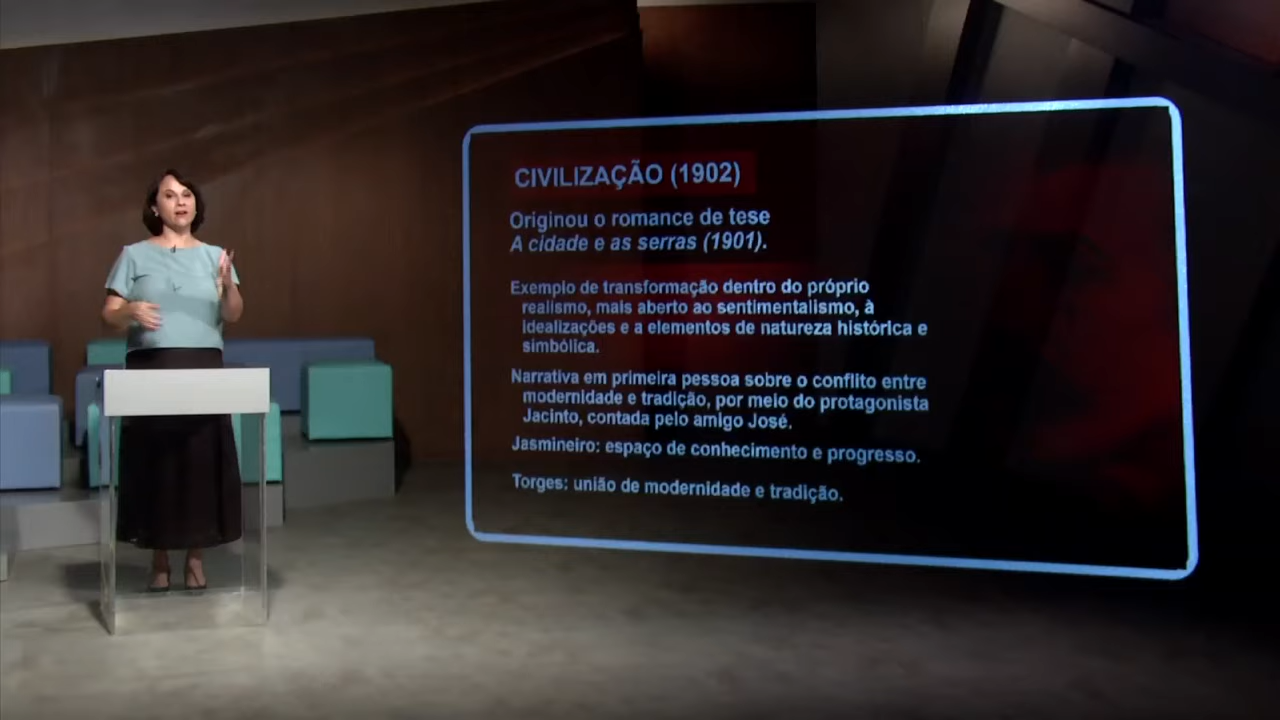 CIVILIZAÇÃO (1902)
Originou o romance de tese
A cidade e as serras (1901).
Exemplo de transformação dentro do próprio
realismo, mais aberto ao sentimentalismo, à
idealizações e a elementos de natureza histórica e
simbólica.
Narrativa em primeira pessoa sobre o conflito entre
modernidade e tradição, por meio do protagonista
Jacinto, contada pelo amigo José.
Jasmineiro: espaço de conhecimento e progresso.
Torges: união de modernidade e tradição.